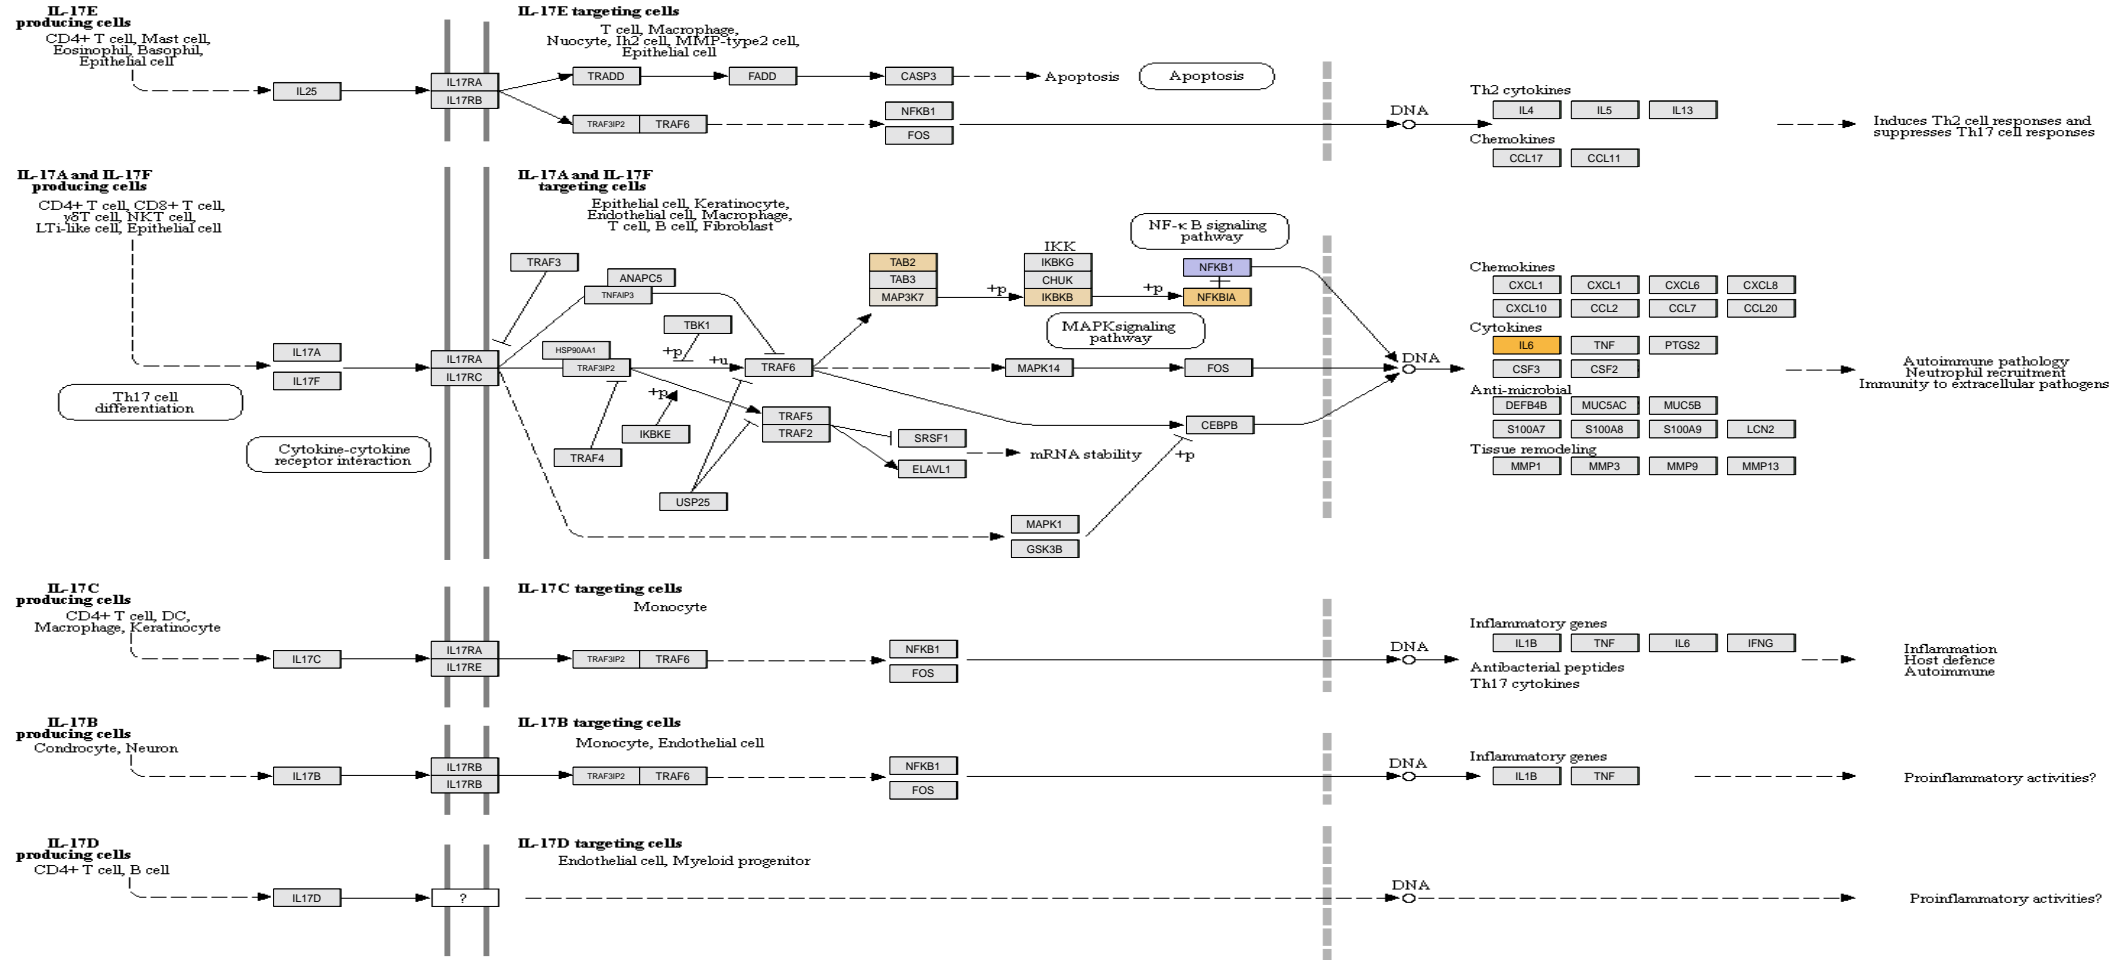 IL-17E
producing cells
CD4+ T cell, Mast cell,
Eosinophil, Basophil,
Epithelial cell
IL25
IL17RA
IL17RB
IL-17E targeting cells
T cell, Macrophage,
Nuocyte, Ih2 cell, MMP-type2 cell,
Epithelial cell
TRADD
FADD
CASP3
Apoptosis
Apoptosis
TRAF3IP2
TRAF6
NFKB1
FOS
DNA
Th2 cytokines
IL4
IL5
IL13
Chemokines
CCL17
CCL11
Induces Th2 cell responses and
suppresses Th17 cell responses
IL-17A and IL-17F
producing cells
CD4+ T cell, CD8+ T cell,
γδT cell, NKT cell,
LTi-like cell, Epithelial cell
IL17A
IL17F
Th17 cell
differentiation
Cytokine-cytokine
receptor interaction
IL17RA
IL17RC
IL-17A and IL-17F
targeting cells
Epithelial cell, Keratinocyte,
Endothelial cell, Macrophage,
T cell, B cell, Fibroblast
TRAF3
ANAPC5
TNFAIP3
TBK1
HSP90AA1
TRAF3IP2
+p
+u
TRAF6
+p
IKBKE
TRAF4
USP25
TRAF5
TRAF2
SRSF1
ELAVL1
mRNA stability
TAB2
TAB3
MAP3K7
+p
IKK
IKBKG
CHUK
IKBKB
+p
NF-κ B signaling
pathway
NFKB1
NFKBIA
MAPKsignaling
pathway
MAPK14
FOS
CEBPB
+p
MAPK1
GSK3B
DNA
Chemokines
CXCL1
CXCL1
CXCL6
CXCL8
CXCL10
CCL2
CCL7
CCL20
Cytokines
IL6
TNF
PTGS2
CSF3
CSF2
Anti-microbial
DEFB4B
MUC5AC
MUC5B
S100A7
S100A8
S100A9
LCN2
Tissue remodeling
MMP1
MMP3
MMP9
MMP13
Autoimmune pathology
Neutrophil recruitment
Immunity to extracellular pathogens
IL-17C
producing cells
CD4+ T cell, DC,
Macrophage, Keratinocyte
IL17C
IL17RA
IL17RE
IL-17C targeting cells
Monocyte
TRAF3IP2
TRAF6
NFKB1
FOS
DNA
Inflammatory genes
IL1B
TNF
IL6
IFNG
Antibacterial peptides
Th17 cytokines
Inflammation
Host defence
Autoimmune
IL-17B
producing cells
Condrocyte, Neuron
IL17B
IL17RB
IL17RB
IL-17B targeting cells
Monocyte, Endothelial cell
TRAF3IP2
TRAF6
NFKB1
FOS
DNA
Inflammatory genes
IL1B
TNF
Proinflammatory activities?
IL-17D
producing cells
CD4+ T cell, B cell
IL17D
?
IL-17D targeting cells
Endothelial cell, Myeloid progenitor
DNA
Proinflammatory activities?